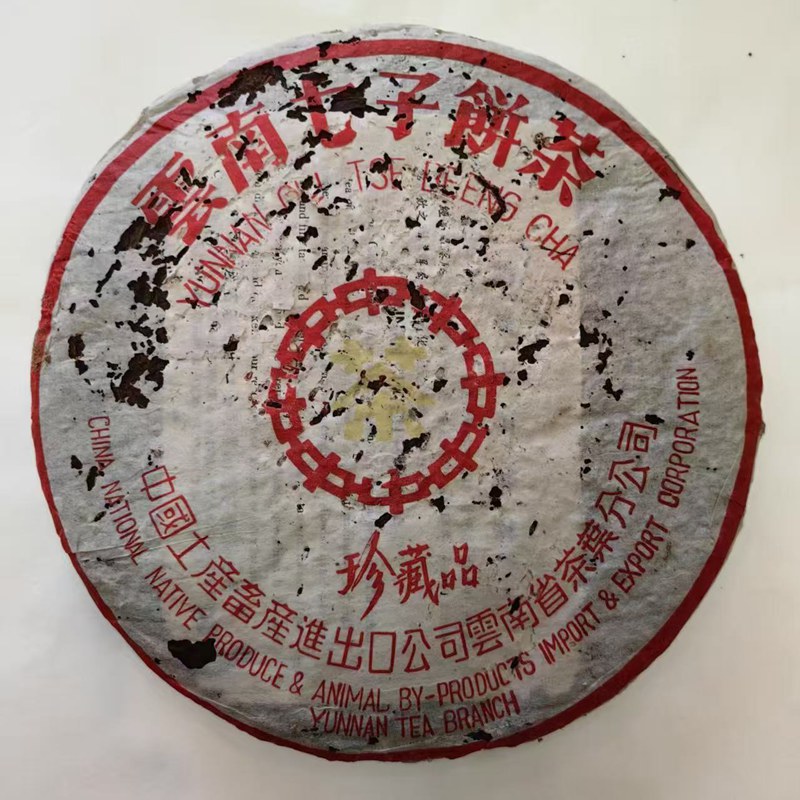 雲南七子餅茶
YUNNAN CHI TSE BEENG CHA
茶
珍藏品
中國土產畜產進出口公司雲南省茶葉分公司
CHINA NATIONAL NATIVE PRODUCE & ANIMAL BY-PRODUCTS IMPORT & EXPORT CORPORATION
YUNNAN TEA BRANCH